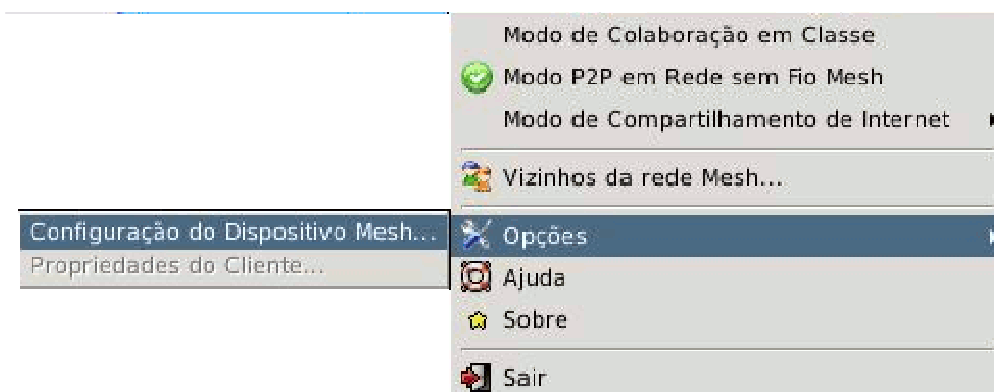 Modo de Colaboração em Classe
Modo P2P em Rede sem Fio Mesh
Modo de Compartilhamento de Internet
Vizinhos da rede Mesh...
Opções
Configuração do Dispositivo Mesh...
Propriedades do Cliente...
Ajuda
Sobre
Sair